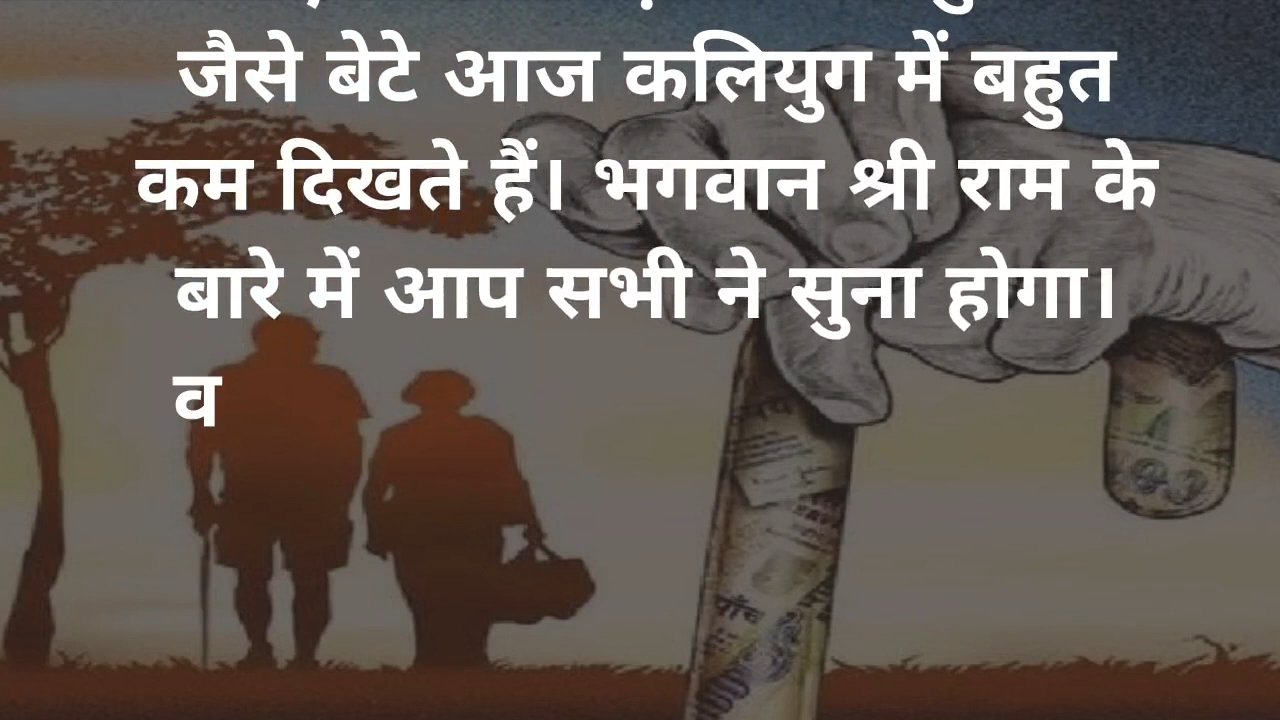 जैसे बेटे आज कलियुग में बहुत
कम दिखते हैं। भगवान श्री राम के
बारे में आप सभी ने सुना होगा।
व
पाँच